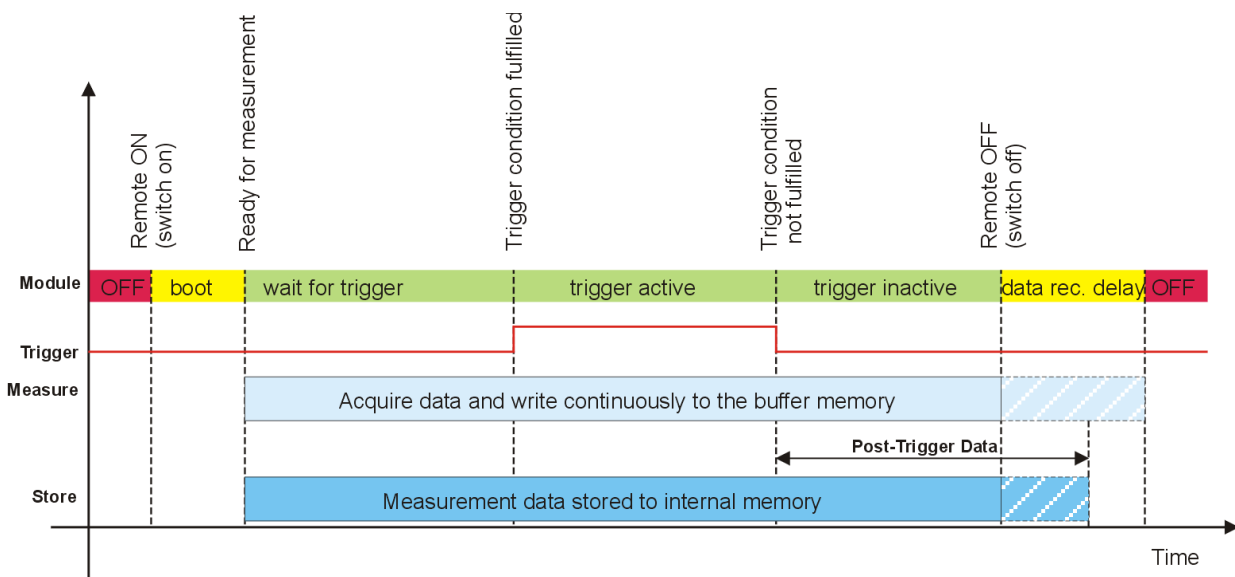 Remote ON
(switch on)
Ready for measurement
Trigger condition fulfilled
Trigger condition
not fulfilled
Remote OFF
(switch off)
Module
OFF
boot
wait for trigger
trigger active
trigger inactive
data rec. delay
OFF
Trigger
Measure
Acquire data and write continuously to the buffer memory
Post-Trigger Data
Store
Measurement data stored to internal memory
Time